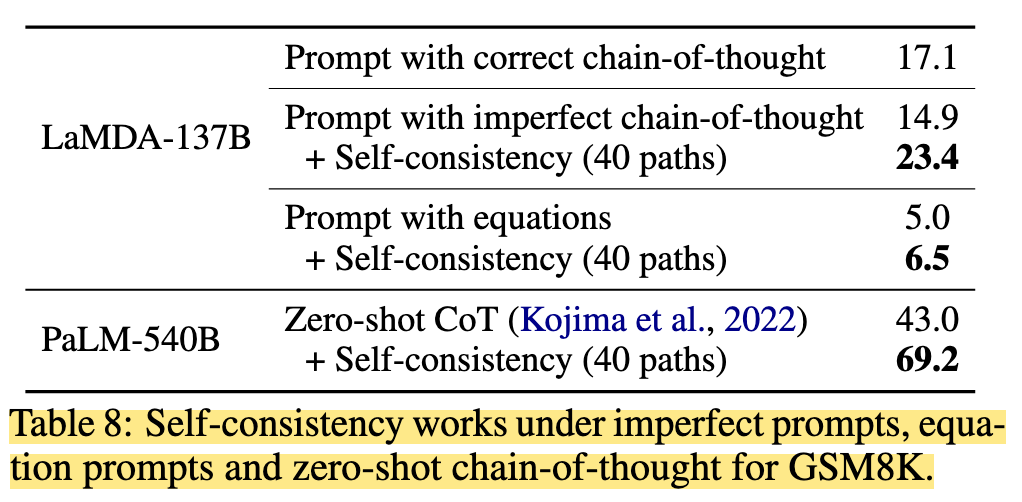 Prompt with correct chain-of-thought 17.1
LaMDA-137B
Prompt with imperfect chain-of-thought 14.9
+ Self-consistency (40 paths) 23.4
Prompt with equations 5.0
+ Self-consistency (40 paths) 6.5
PaLM-540B
Zero-shot CoT (Kojima et al., 2022) 43.0
+ Self-consistency (40 paths) 69.2
Table 8: Self-consistency works under imperfect prompts, equa-
tion prompts and zero-shot chain-of-thought for GSM8K.